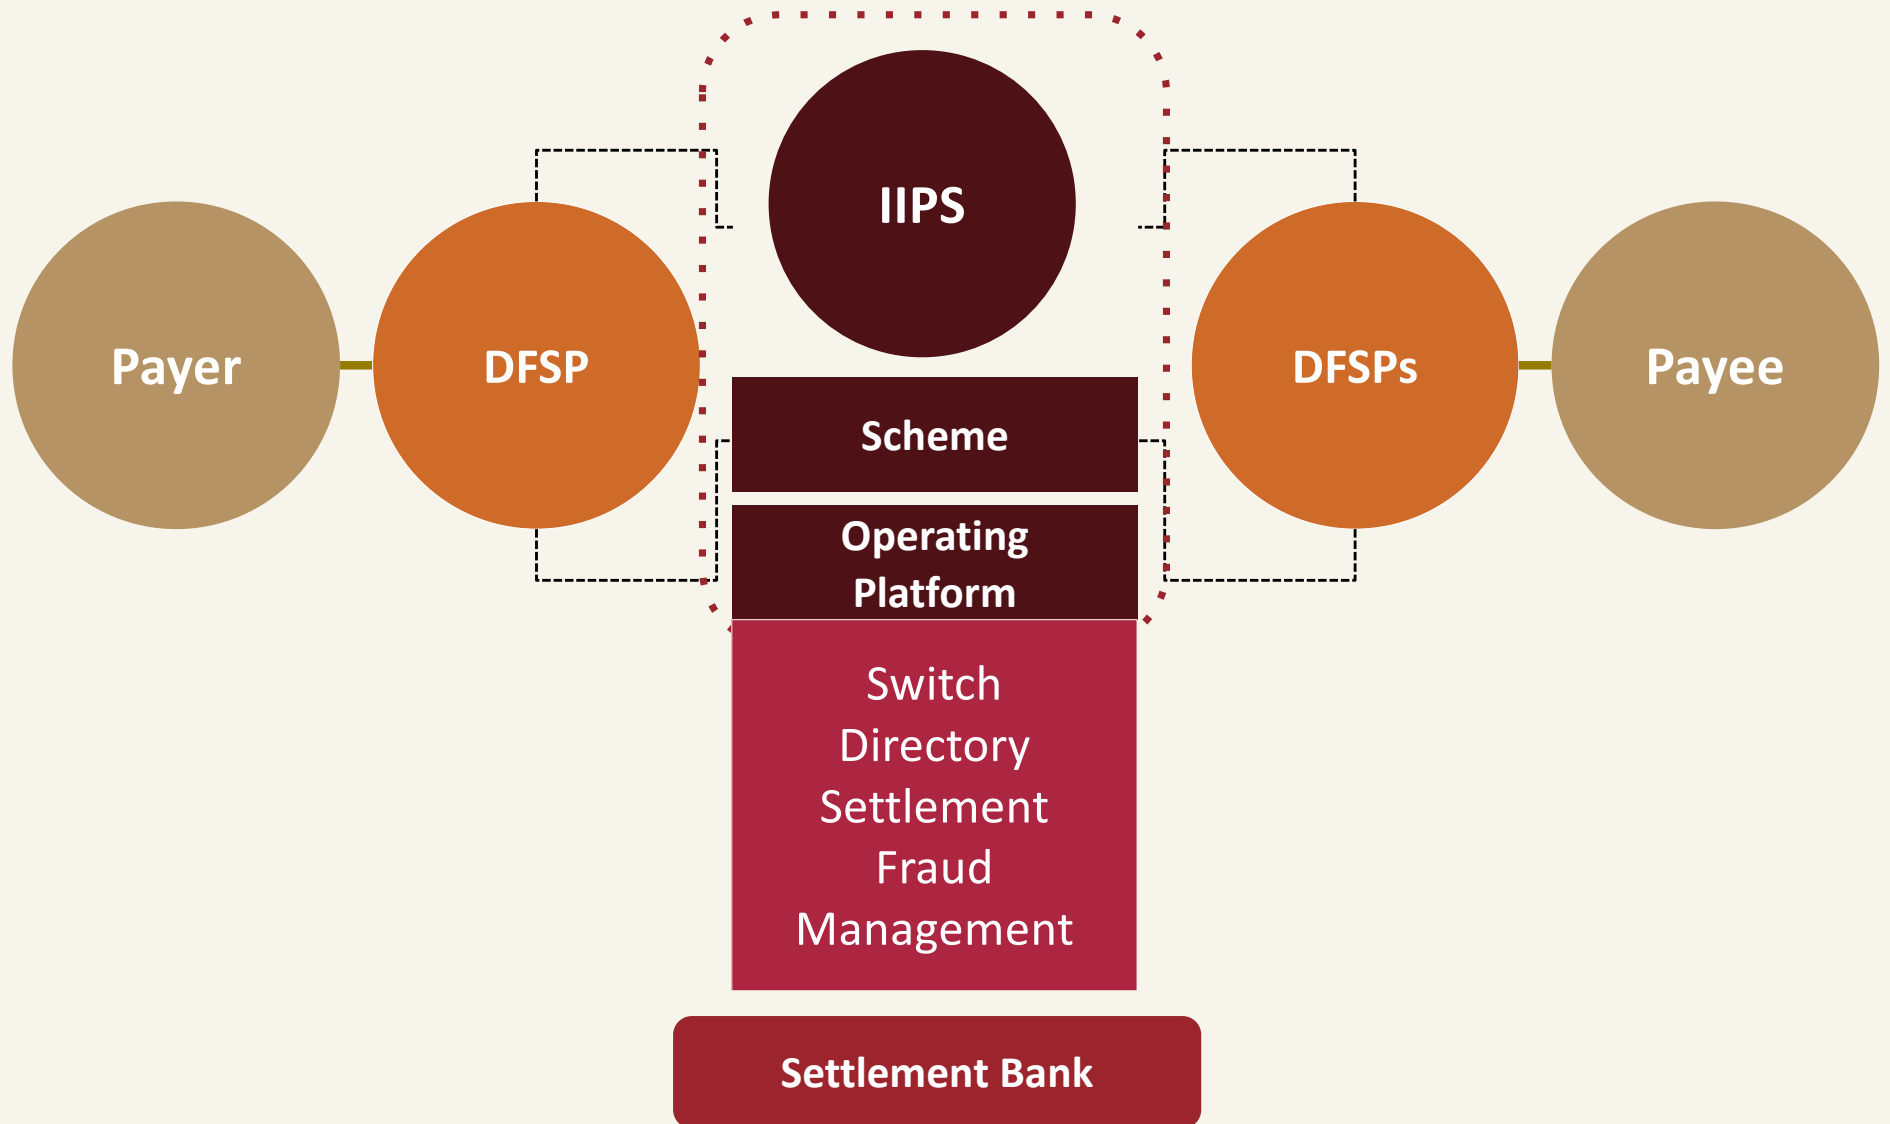 IIPS
Payer
DFSP
DFSPs
Payee
Scheme
Operating
Platform
Switch
Directory
Settlement
Fraud
Management
Settlement Bank